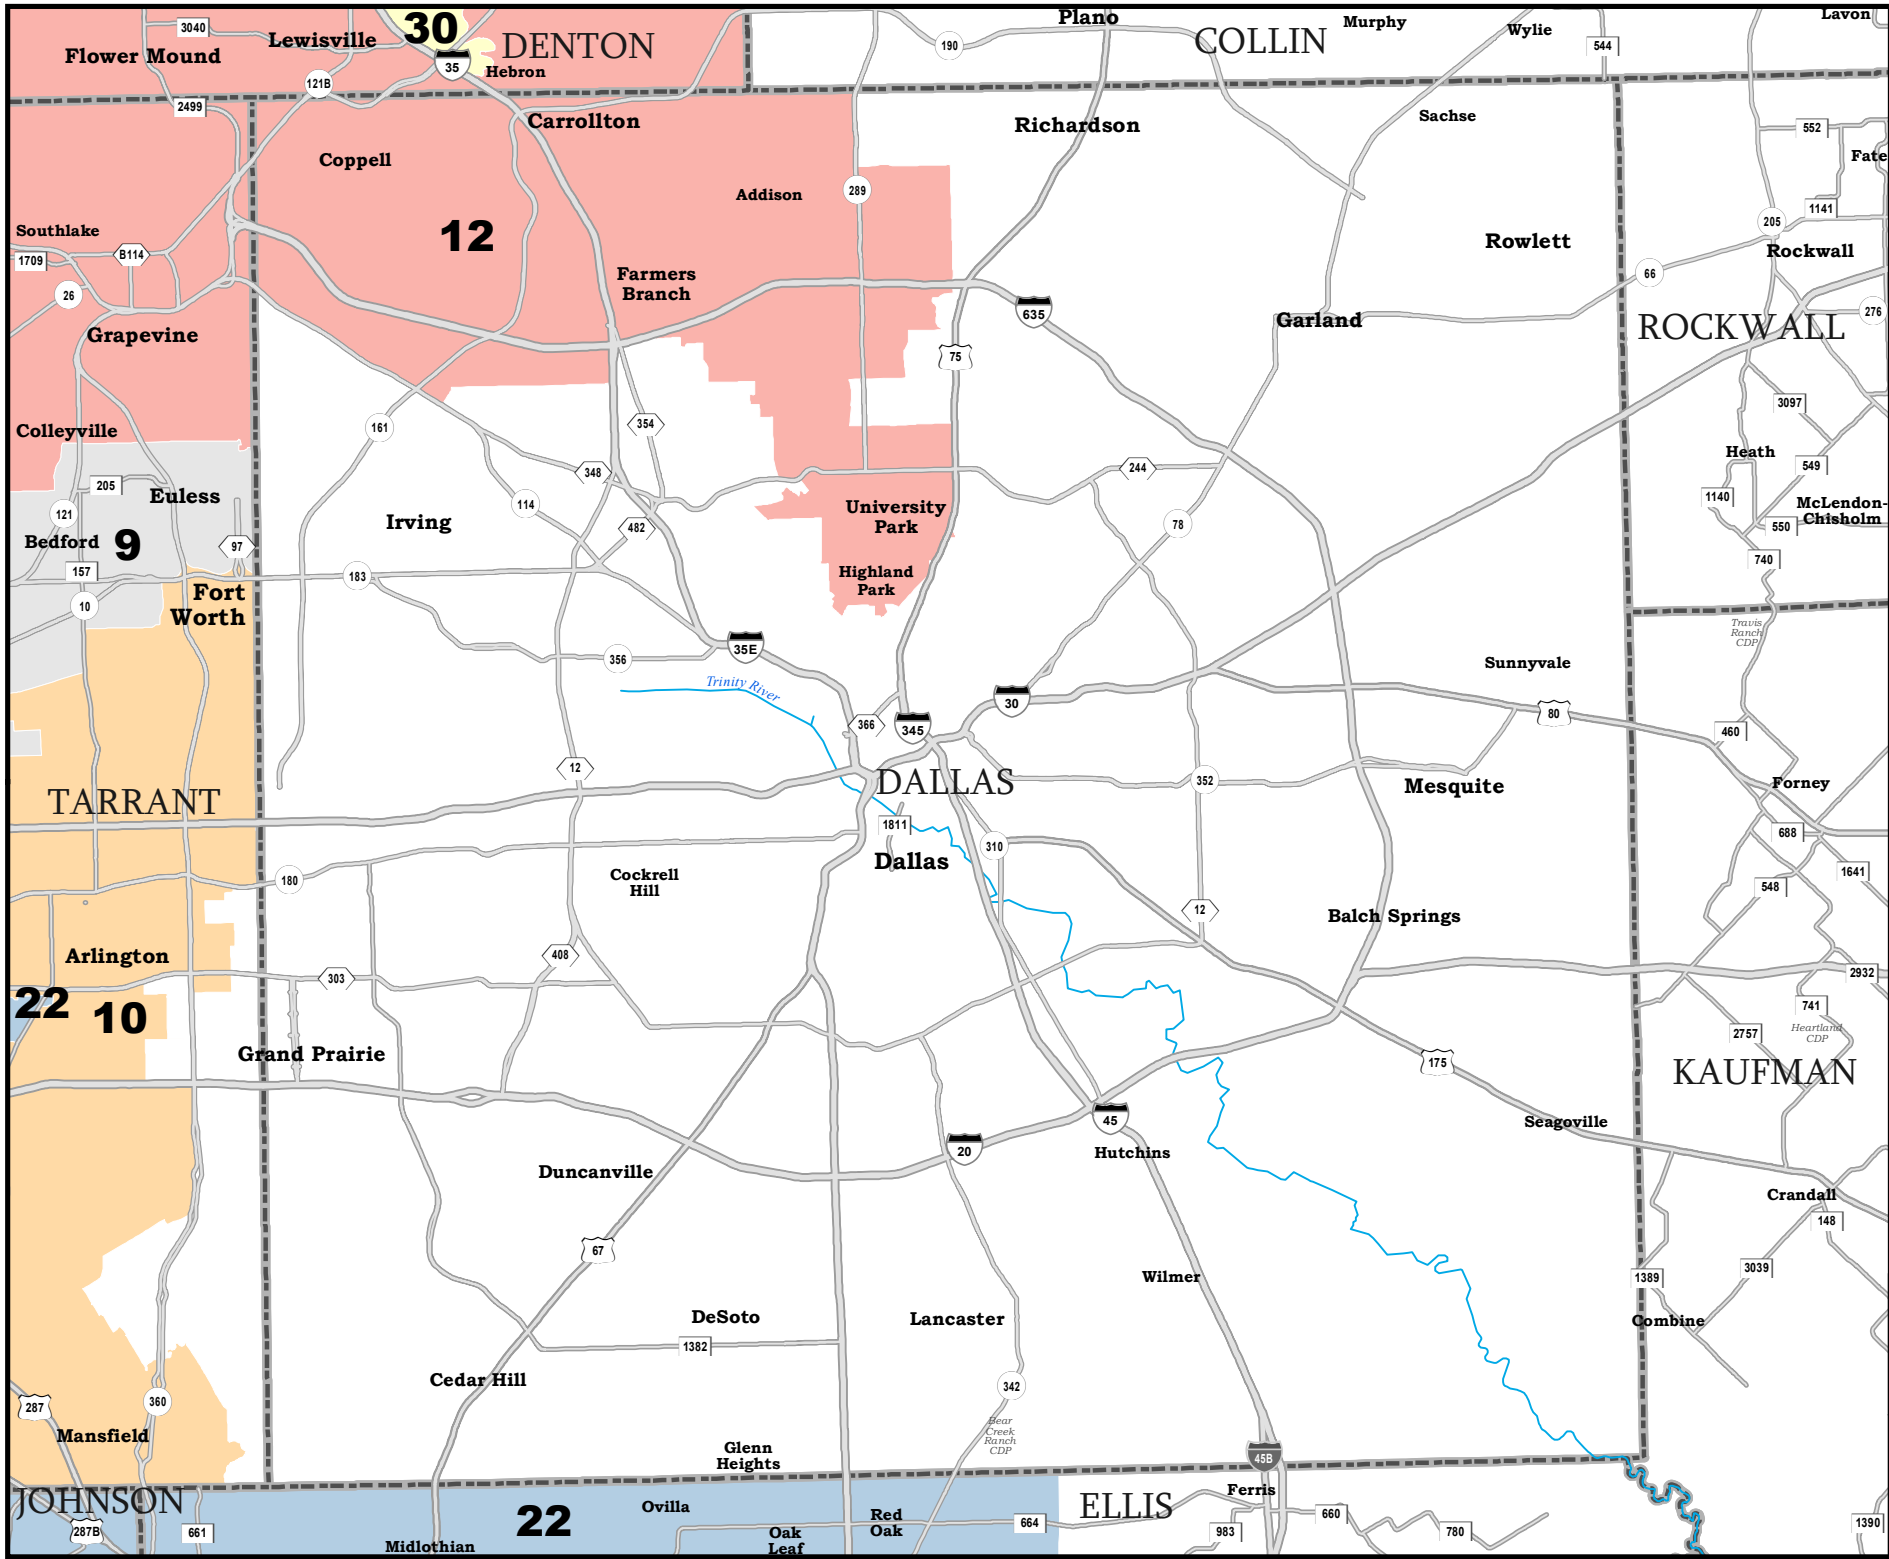 Plano
Lavon
3040
Lewisville
30
DENTON
190
COLLIN
Murphy
Wylie
544
Flower Mound
35
Hebron
121B
2499
Carrollton
Richardson
Sachse
552
Coppell
Fate
Addison
289
1141
Southlake
12
205
1709
B114
Rowlett
Rockwall
26
Farmers
Branch
66
635
276
Grapevine
Garland
ROCKWALL
75
3097
Colleyville
161
354
Heath
205
348
244
549
Euless
1140
121
114
University
Park
McLendon-
Chisholm
Irving
482
78
550
Bedford
9
97
740
157
183
Highland
Park
10
Fort
Worth
Travis
Ranch
CDP
35E
356
Sunnyvale
Trinity River
30
80
366
345
460
12
352
DALLAS
Mesquite
Forney
TARRANT
1811
310
688
Dallas
180
Cockrell
Hill
1641
548
12
Balch Springs
Arlington
408
303
2932
22
10
741
Heartland
CDP
2757
Grand Prairie
175
KAUFMAN
45
Seagoville
20
Hutchins
Duncanville
Crandall
148
67
Wilmer
1389
3039
DeSoto
Lancaster
Combine
1382
Cedar Hill
342
287
360
Bear
Creek
Ranch
CDP
Mansfield
Glenn
Heights
45B
JOHNSON
Ovilla
ELLIS
Ferris
22
Red
Oak
664
660
287B
661
Oak
Leaf
983
780
1390
Midlothian